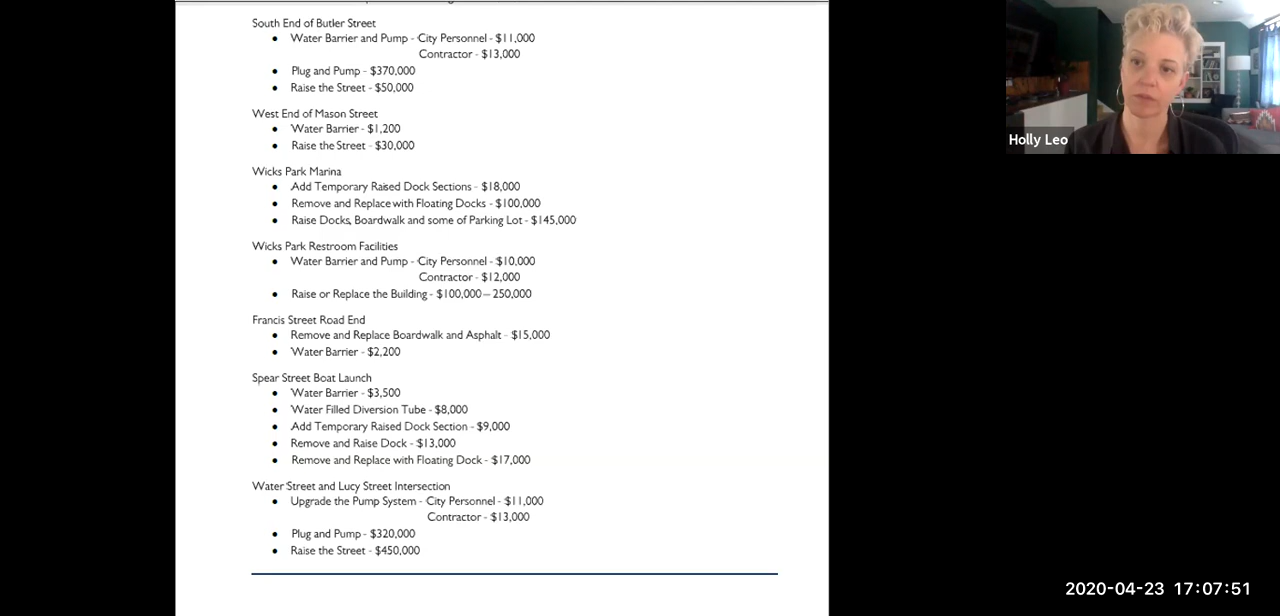 South End of Butler Street
• Water Barrier and Pump - City Personnel - $11,000
Contractor - $13,000
• Plug and Pump - $370,000
• Raise the Street - $50,000
West End of Mason Street
• Water Barrier - $1,200
• Raise the Street - $30,000
Wicks Park Marina
• Add Temporary Raised Dock Sections - $18,000
• Remove and Replace with Floating Docks - $100,000
• Raise Docks, Boardwalk and some of Parking Lot - $145,000
Wicks Park Restroom Facilities
• Water Barrier and Pump - City Personnel - $10,000
Contractor - $12,000
• Raise or Replace the Building - $100,000 – 250,000
Francis Street Road End
• Remove and Replace Boardwalk and Asphalt - $15,000
• Water Barrier - $2,200
Spear Street Boat Launch
• Water Barrier - $3,500
• Water Filled Diversion Tube - $8,000
• Add Temporary Raised Dock Section - $9,000
• Remove and Raise Dock - $13,000
• Remove and Replace with Floating Dock - $17,000
Water Street and Lucy Street Intersection
• Upgrade the Pump System - City Personnel - $11,000
Contractor - $13,000
• Plug and Pump - $320,000
• Raise the Street - $450,000
Holly Leo
2020-04-23 17:07:51